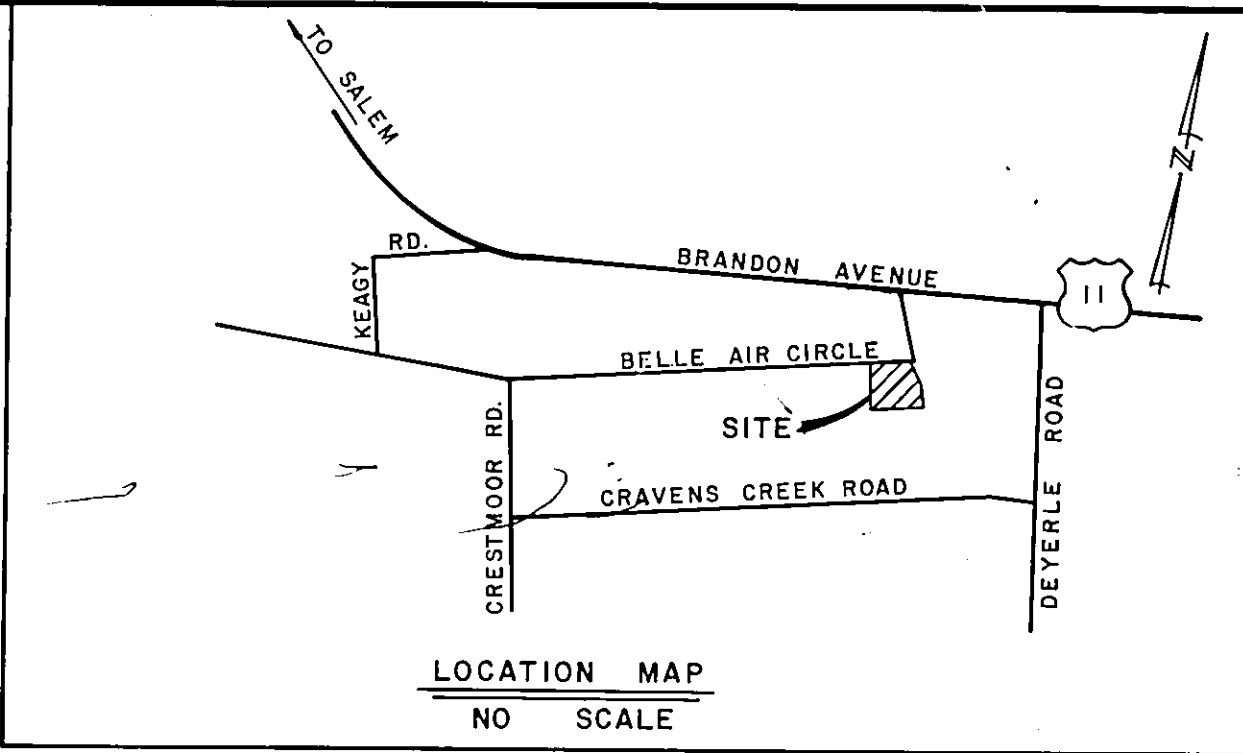 TO SALEM
N
KEAGY RD.
BRANDON AVENUE
11
BELLE AIR CIRCLE
SITE
CRESTMOOR RD.
CRAVENS CREEK ROAD
DEYERLE ROAD
LOCATION MAP
NO SCALE